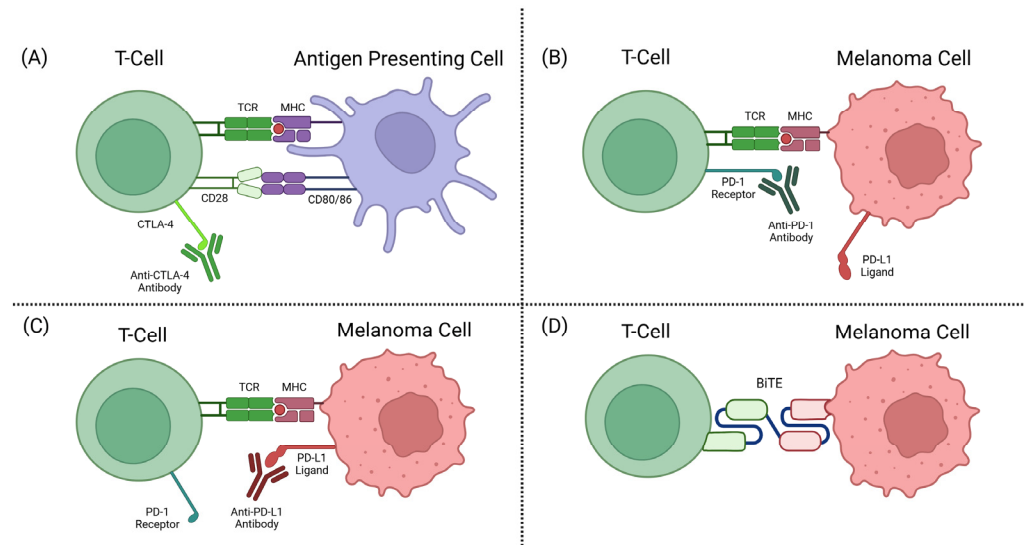 (A)
T-Cell
Antigen Presenting Cell
TCR
MHC
CD28
CD80/86
CTLA-4
Anti-CTLA-4
Antibody
(B)
T-Cell
Melanoma Cell
TCR
MHC
PD-1
Receptor
Anti-PD-1
Antibody
PD-L1
Ligand
(C)
T-Cell
Melanoma Cell
TCR
MHC
PD-L1
Ligand
PD-1
Receptor
Anti-PD-L1
Antibody
(D)
T-Cell
Melanoma Cell
BiTE